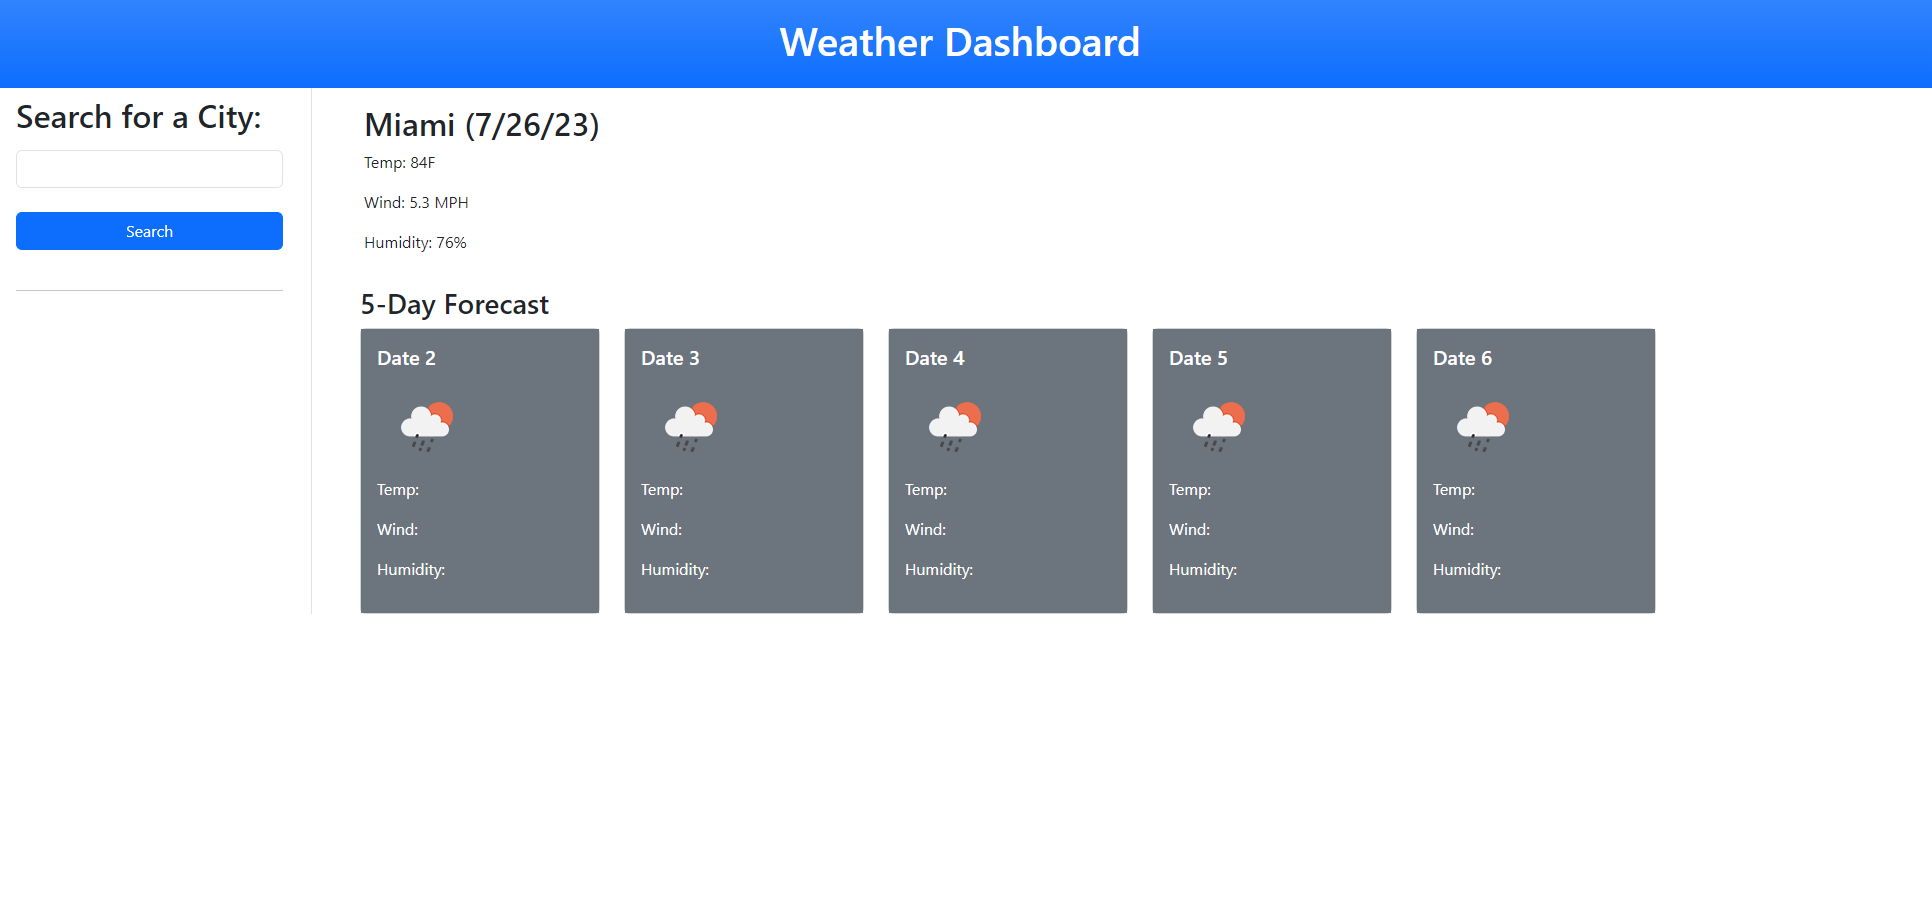 Weather Dashboard
Search for a City:
Search
Miami (7/26/23)
Temp: 84F
Wind: 5.3 MPH
Humidity: 76%
5-Day Forecast
Date 2
Temp:
Wind:
Humidity:
Date 3
Temp:
Wind:
Humidity:
Date 4
Temp:
Wind:
Humidity:
Date 5
Temp:
Wind:
Humidity:
Date 6
Temp:
Wind:
Humidity: